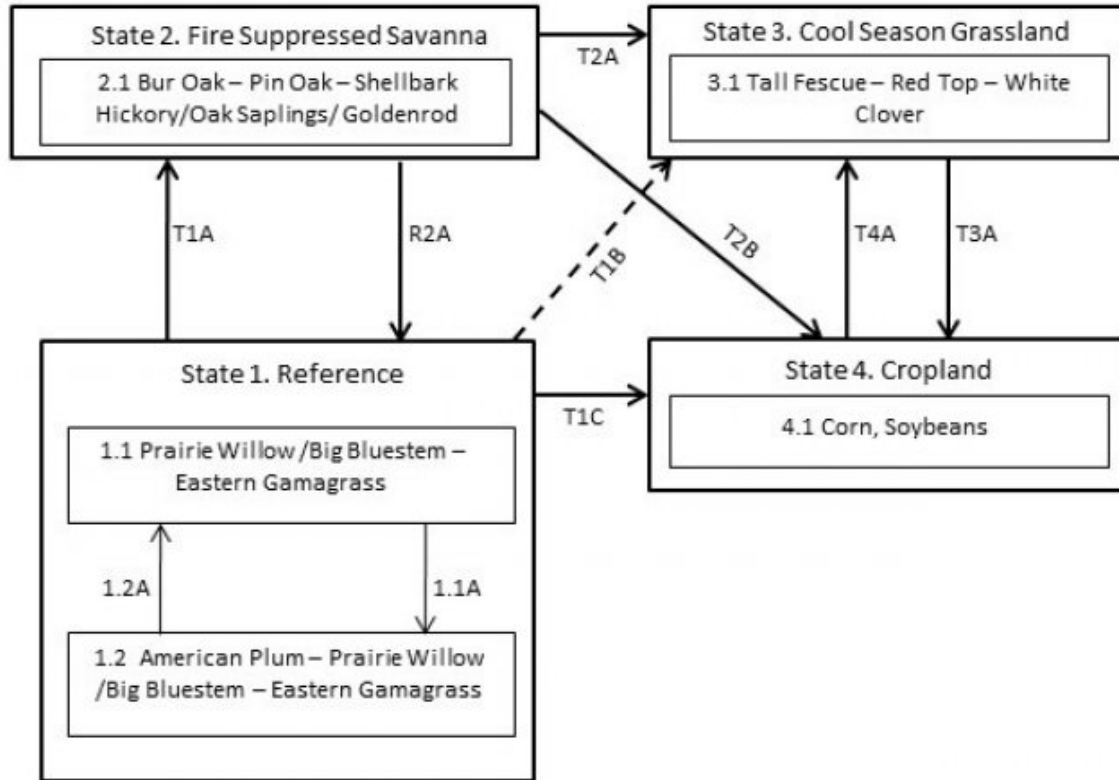 State 2. Fire Suppressed Savanna
2.1 Bur Oak – Pin Oak – Shellbark
Hickory/Oak Saplings/ Goldenrod
T2A
State 3. Cool Season Grassland
3.1 Tall Fescue – Red Top – White
Clover
T1A
R2A
T1B
T2B
T4A
T3A
State 1. Reference
1.1 Prairie Willow /Big Bluestem –
Eastern Gamagrass
1.2A
1.1A
1.2 American Plum – Prairie Willow
/Big Bluestem – Eastern Gamagrass
T1C
State 4. Cropland
4.1 Corn, Soybeans